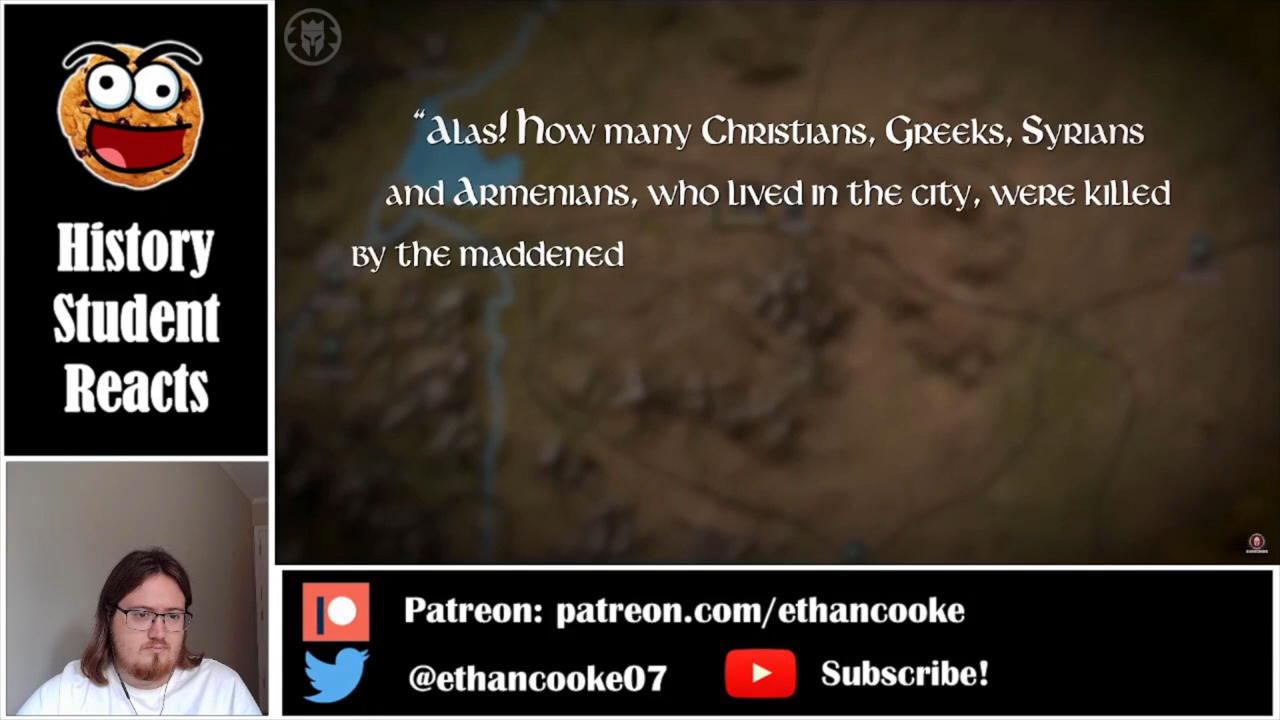 History
Student
Reacts
“Alas! How many Christians, Greeks, Syrians
and Armenians, who lived in the city, were killed
by the maddened
Patreon: patreon.com/ethancooke
@ethancooke07
Subscribe!